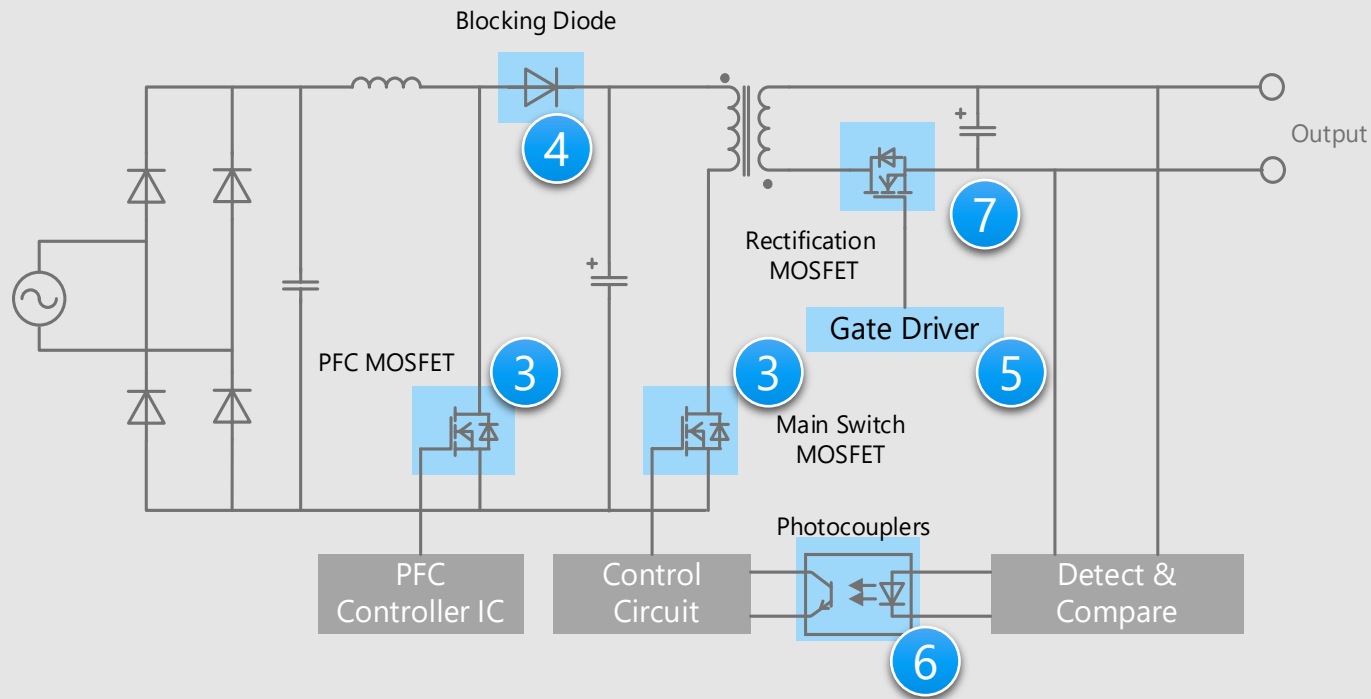 Blocking Diode
4
+
+
Output
7
Rectification
MOSFET
Gate Driver
5
PFC MOSFET
3
3
Main Switch
MOSFET
Photocouplers
PFC
Controller IC
Control
Circuit
Detect &
Compare
6